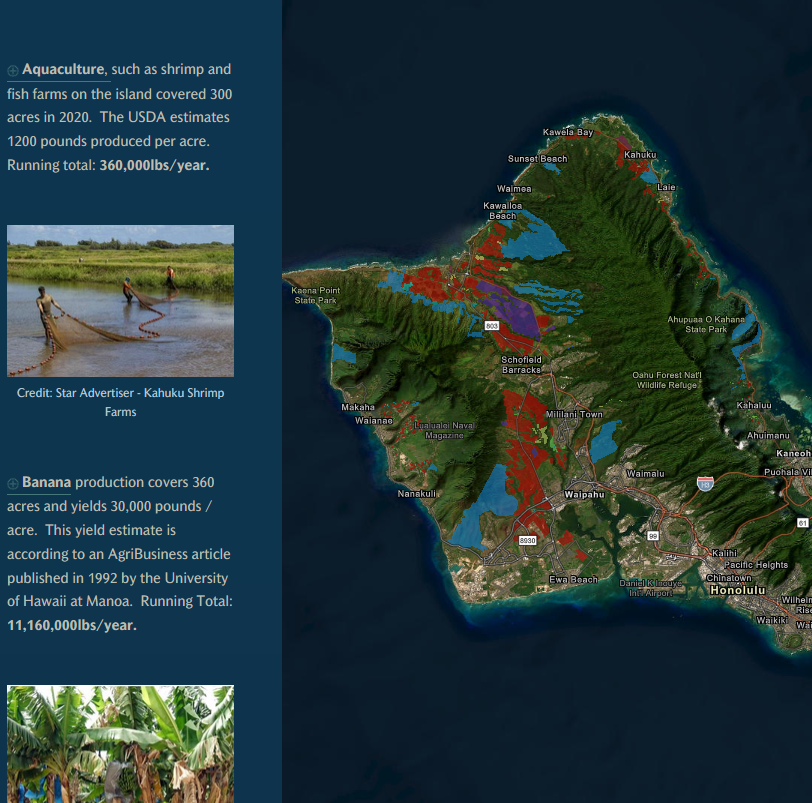 Aquaculture, such as shrimp and
fish farms on the island covered 300
acres in 2020. The USDA estimates
1200 pounds produced per acre.
Running total: 360,000lbs/year.
Credit: Star Advertiser - Kahuku Shrimp
Farms
Banana production covers 360
acres and yields 30,000 pounds /
acre. This yield estimate is
according to an AgriBusiness article
published in 1992 by the University
of Hawaii at Manoa. Running Total:
11,160,000lbs/year.
Kawela Bay
Sunset Beach
Kahuku
Waimea
Laie
Kawailoa
Beach
Kaena Point
State Park
803
Ahupuaa O Kahana
State Park
Schofield
Barracks
Oahu Forest Nat'l
Wildlife Refuge
Makaha
Waianae
Lualualei Naval
Magazine
Mililani Town
Kahaluu
Ahuimanu
Kaneoh
Puohala Vil
Waimalu
Nanakuli
Waipahu
61
8930
99
Kalihi
Pacific Heights
Chinatown
Honolulu
Ewa Beach
Daniel K Inouye
Int'l Airport
Wilhelm
Rise
Waikiki
Wai